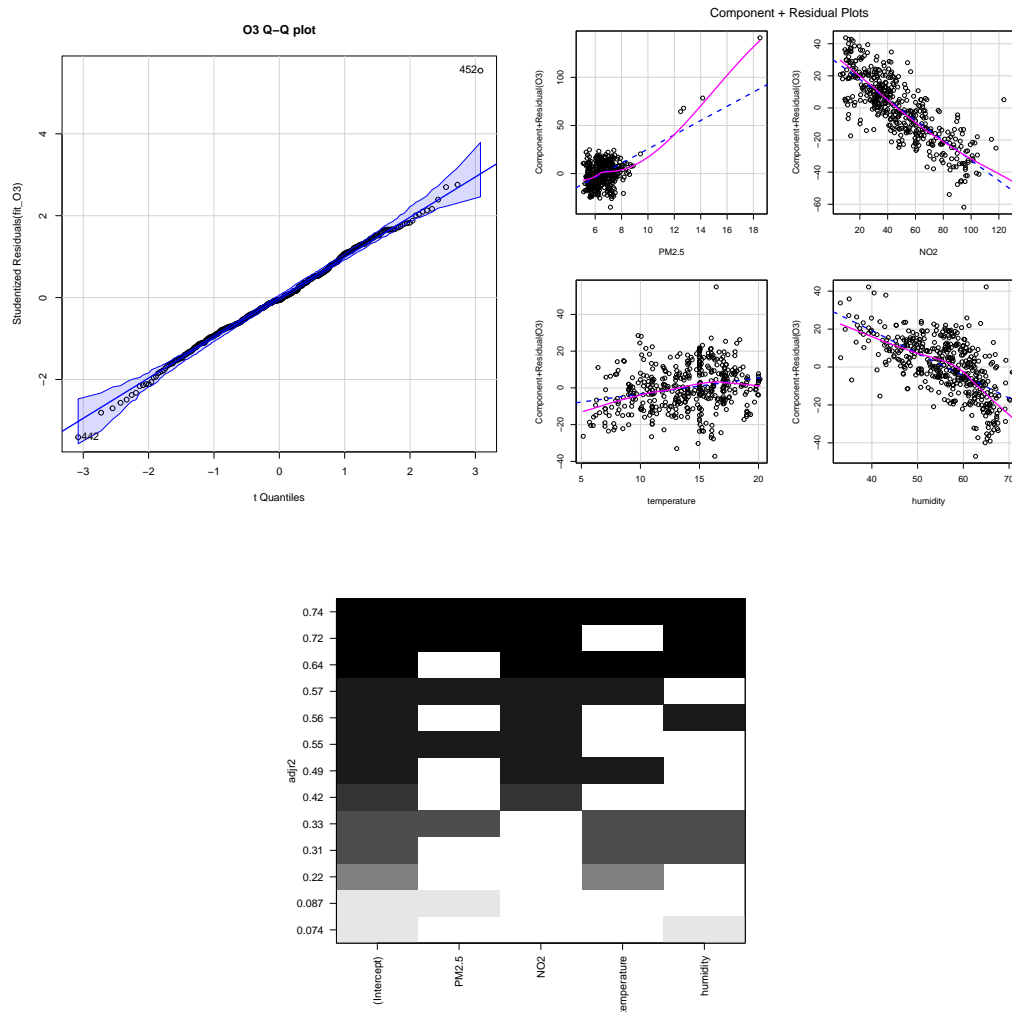 O3 Q−Q plot
Studentized Residuals(fit_O3)
452
442
4
2
0
−2
−3 −2 −1 0 1 2 3
t Quantiles
Component + Residual Plots
Component+Residual(O3)
100
50
0
6 8 10 12 14 16 18
PM2.5
Component+Residual(O3)
40
20
0
−20
−40
−60
20 40 60 80 100 120
NO2
Component+Residual(O3)
40
20
0
−20
−40
5 10 15 20
temperature
Component+Residual(O3)
40
20
0
−20
−40
40 50 60 70
humidity
adjr2
0.74
0.72
0.64
0.57
0.56
0.55
0.49
0.42
0.33
0.31
0.22
0.087
0.074
(Intercept)
PM2.5
NO2
emperature
humidity